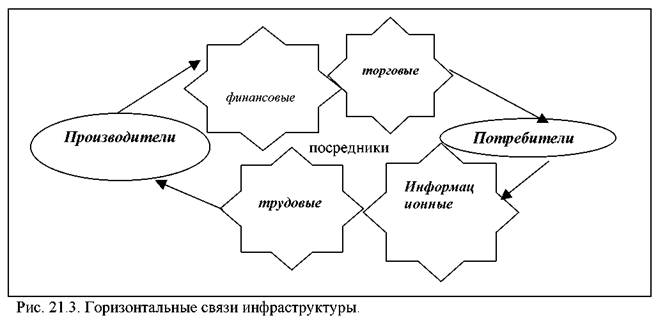 финансовые
торговые
Производители
Потребители
посредники
трудовые
Информац
ионные
Рис. 21.3. Горизонтальные связи инфраструктуры.